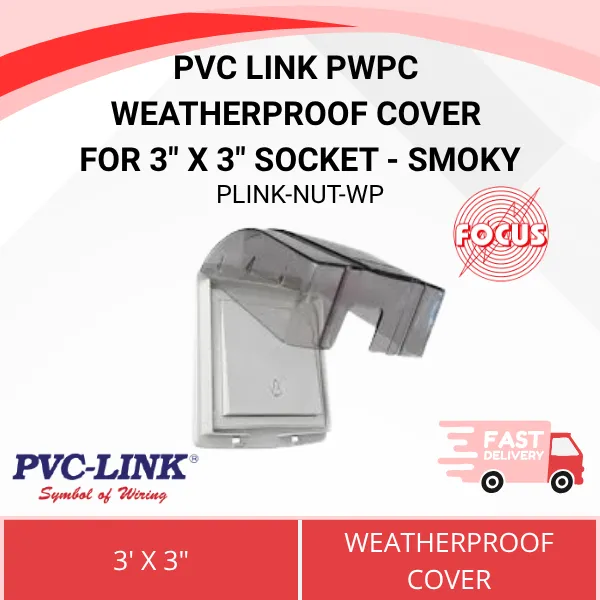 PVC LINK PWPC
WEATHERPROOF COVER
FOR 3" X 3" SOCKET - SMOKY
PLINK-NUT-WP
FOCUS
PVC-LINK®
Symbol of Wiring
FAST
DELIVERY
3' X 3"
WEATHERPROOF
COVER